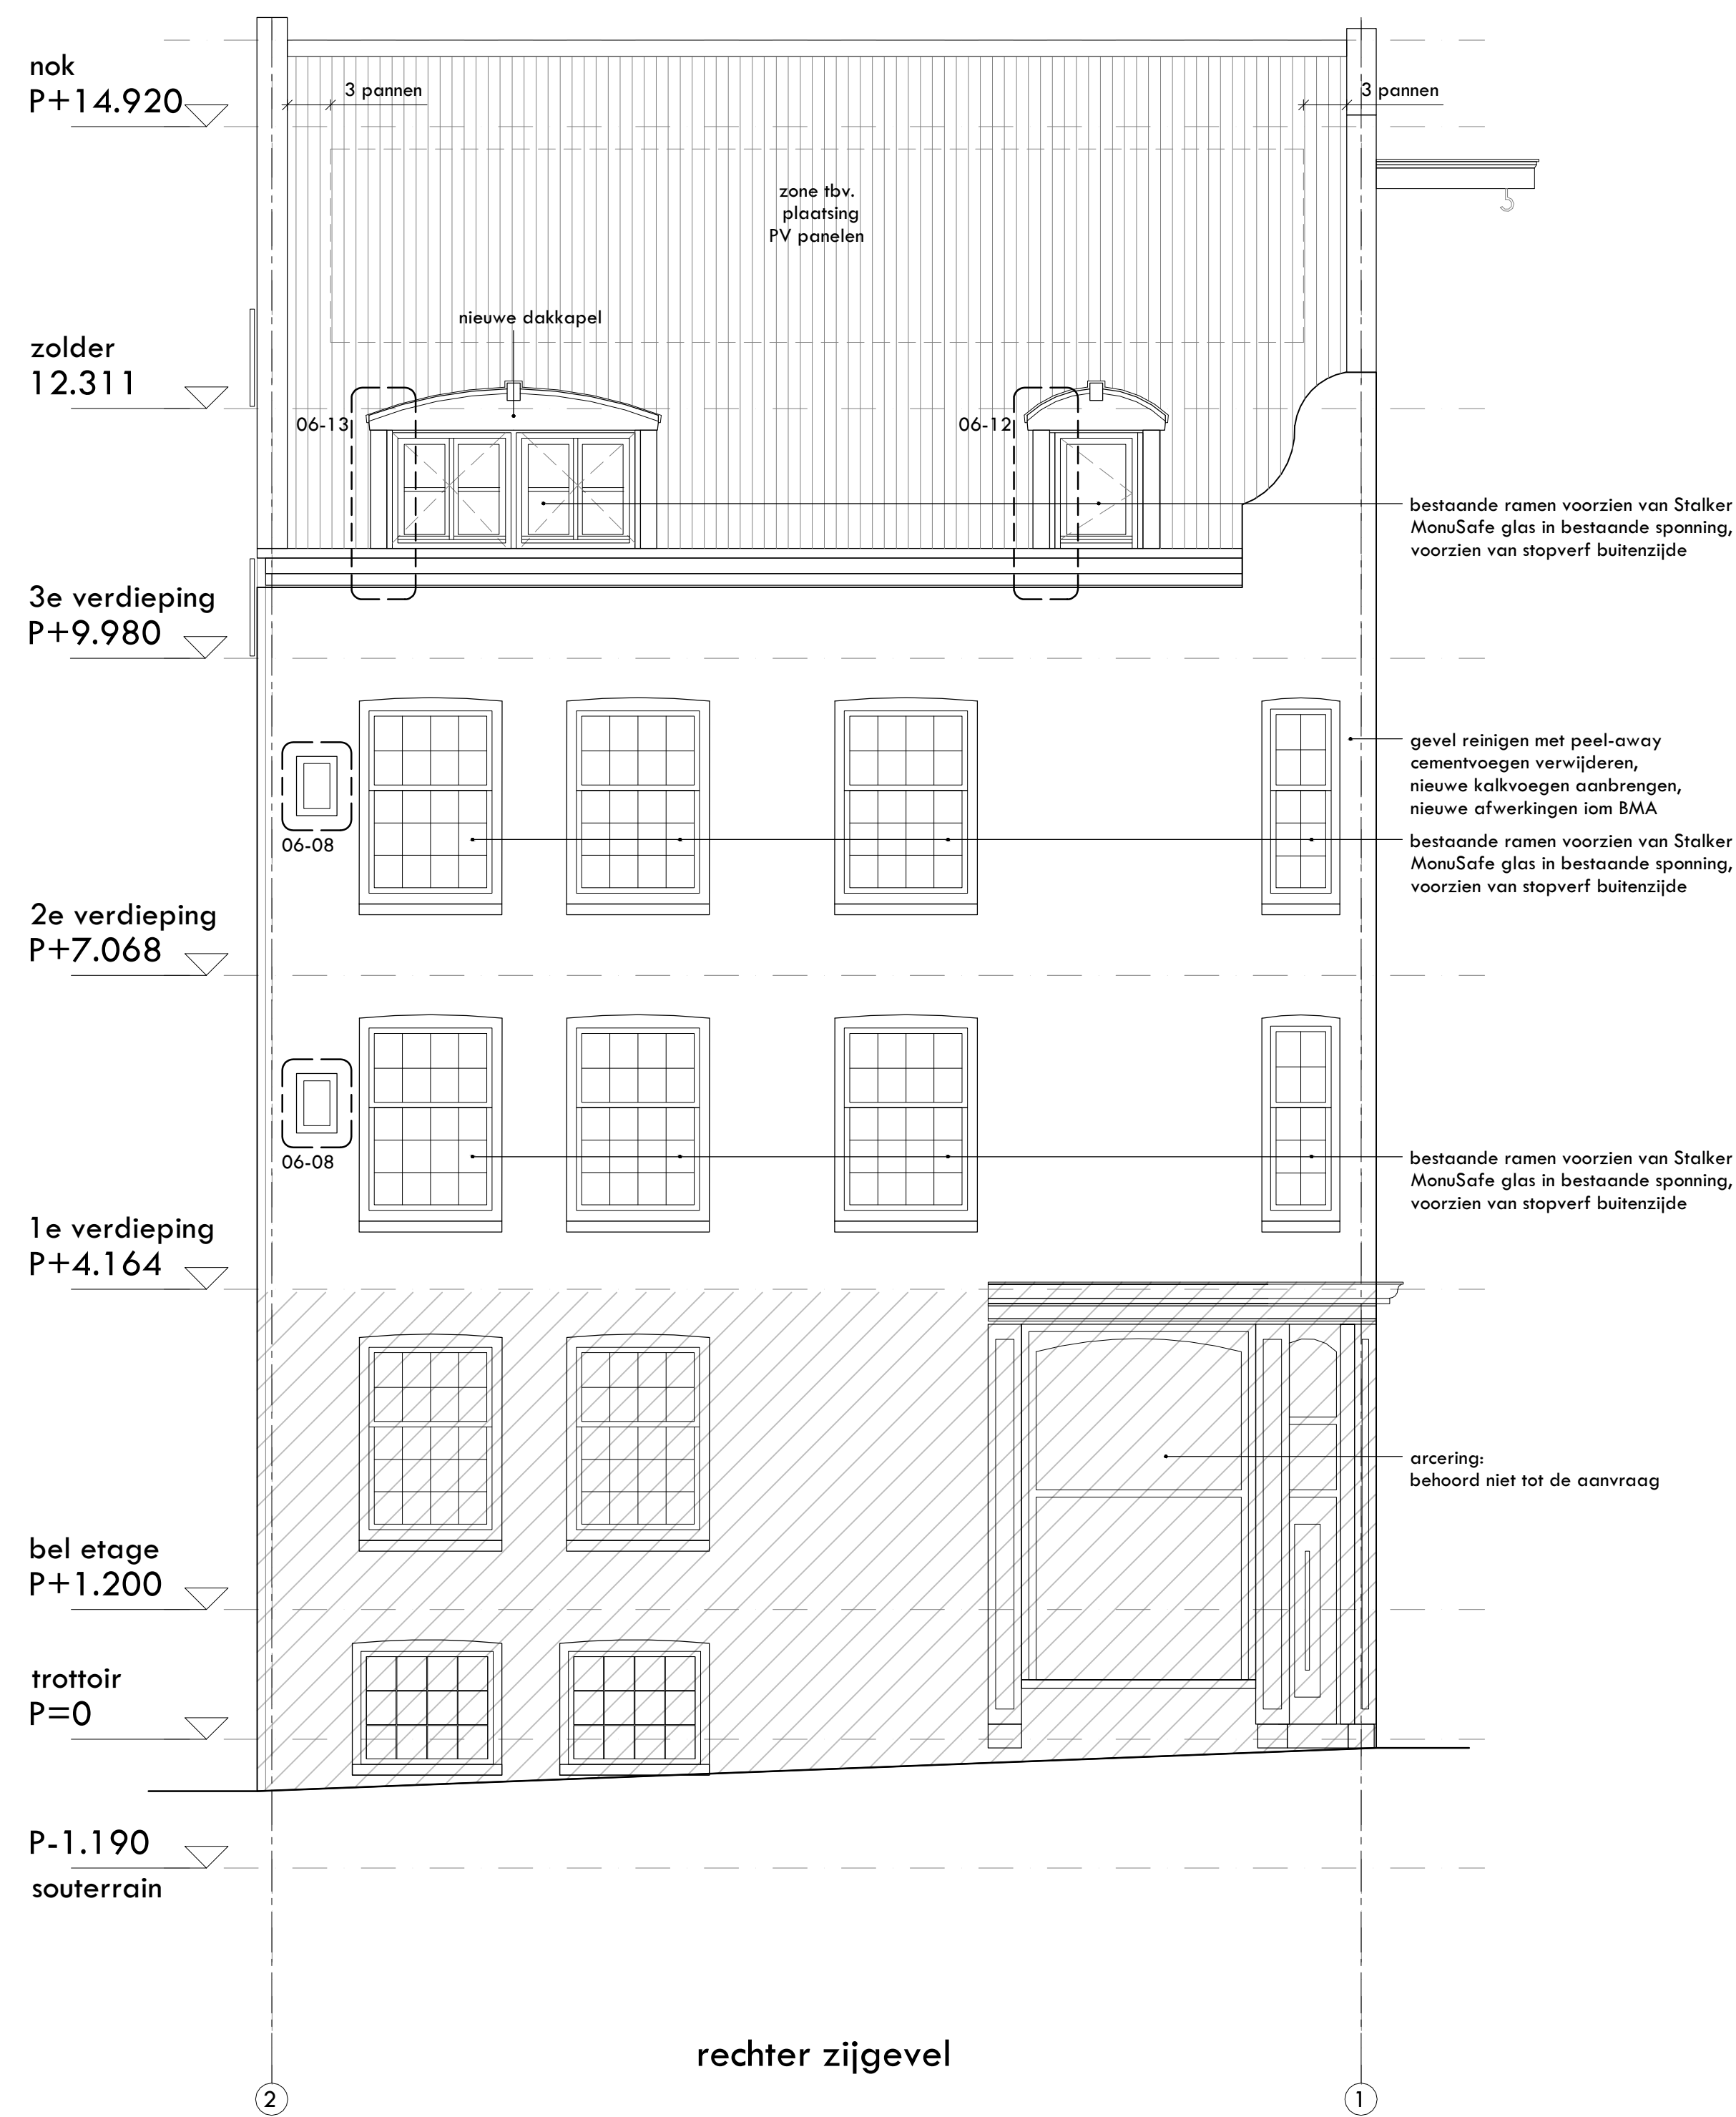 nok
P+14.920
3 pannen
3 pannen
zone tbv.
plaatsing
PV panelen
nieuwe dakkapel
zolder
12.311
06-13
06-12
bestaande ramen voorzien van Stalker
MonuSafe glas in bestaande sponning,
voorzien van stopverf buitenzijde
3e verdieping
P+9.980
gevel reinigen met peel-away
cementvoegen verwijderen,
nieuwe kalkvoegen aanbrengen,
nieuwe afwerkingen iom BMA
06-08
bestaande ramen voorzien van Stalker
MonuSafe glas in bestaande sponning,
voorzien van stopverf buitenzijde
2e verdieping
P+7.068
06-08
bestaande ramen voorzien van Stalker
MonuSafe glas in bestaande sponning,
voorzien van stopverf buitenzijde
1e verdieping
P+4.164
arcering:
behoord niet tot de aanvraag
bel etage
P+1.200
trottoir
P=0
P-1.190
souterrain
rechter zijgevel
2
1